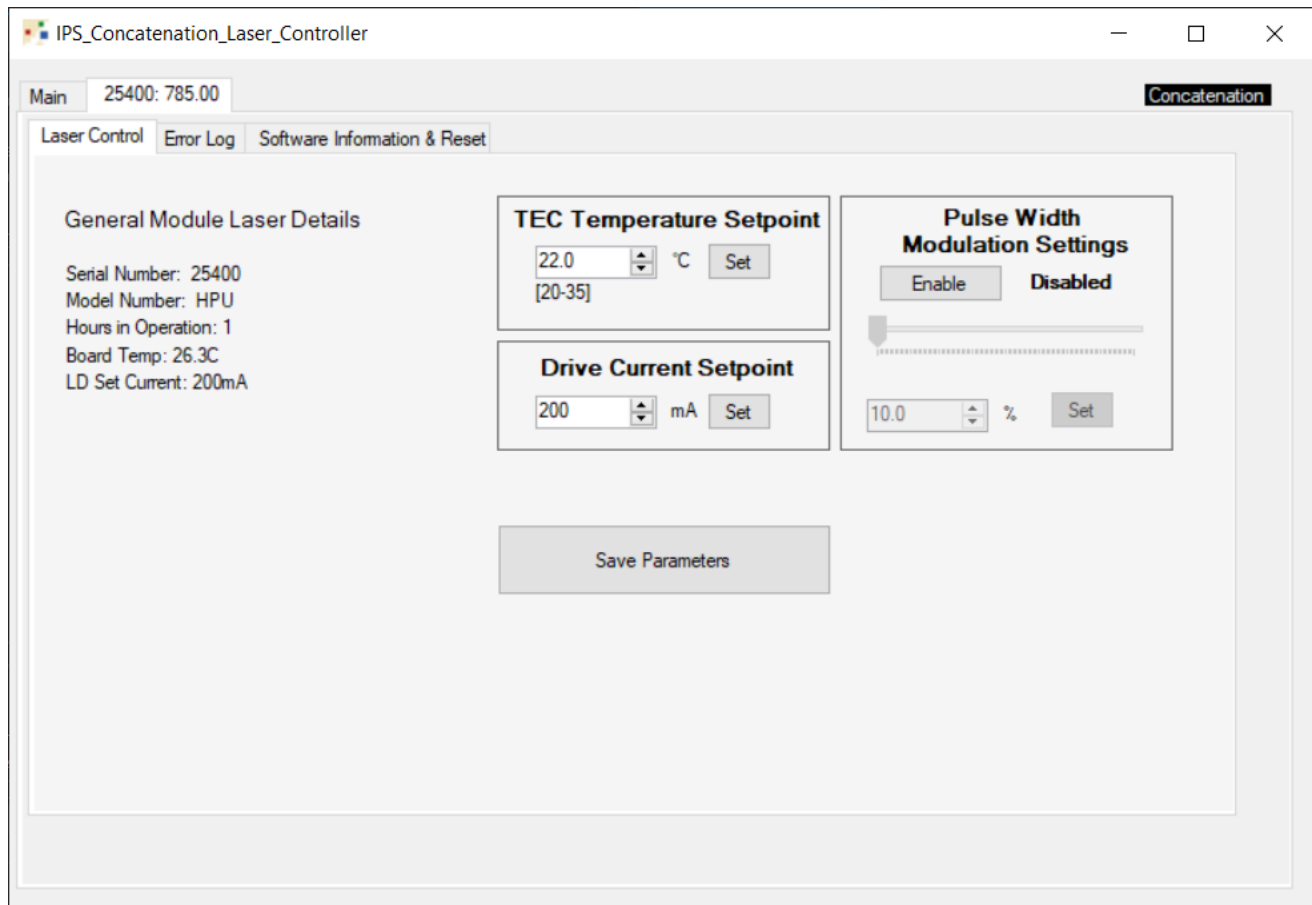 IPS_Concatenation_Laser_Controller
Main
25400: 785.00
Concatenation
Laser Control
Error Log
Software Information & Reset
General Module Laser Details
Serial Number: 25400
Model Number: HPU
Hours in Operation: 1
Board Temp: 26.3C
LD Set Current: 200mA
TEC Temperature Setpoint
22.0 °C Set
[20-35]
Drive Current Setpoint
200 mA Set
Pulse Width
Modulation Settings
Enable Disabled
10.0 % Set
Save Parameters